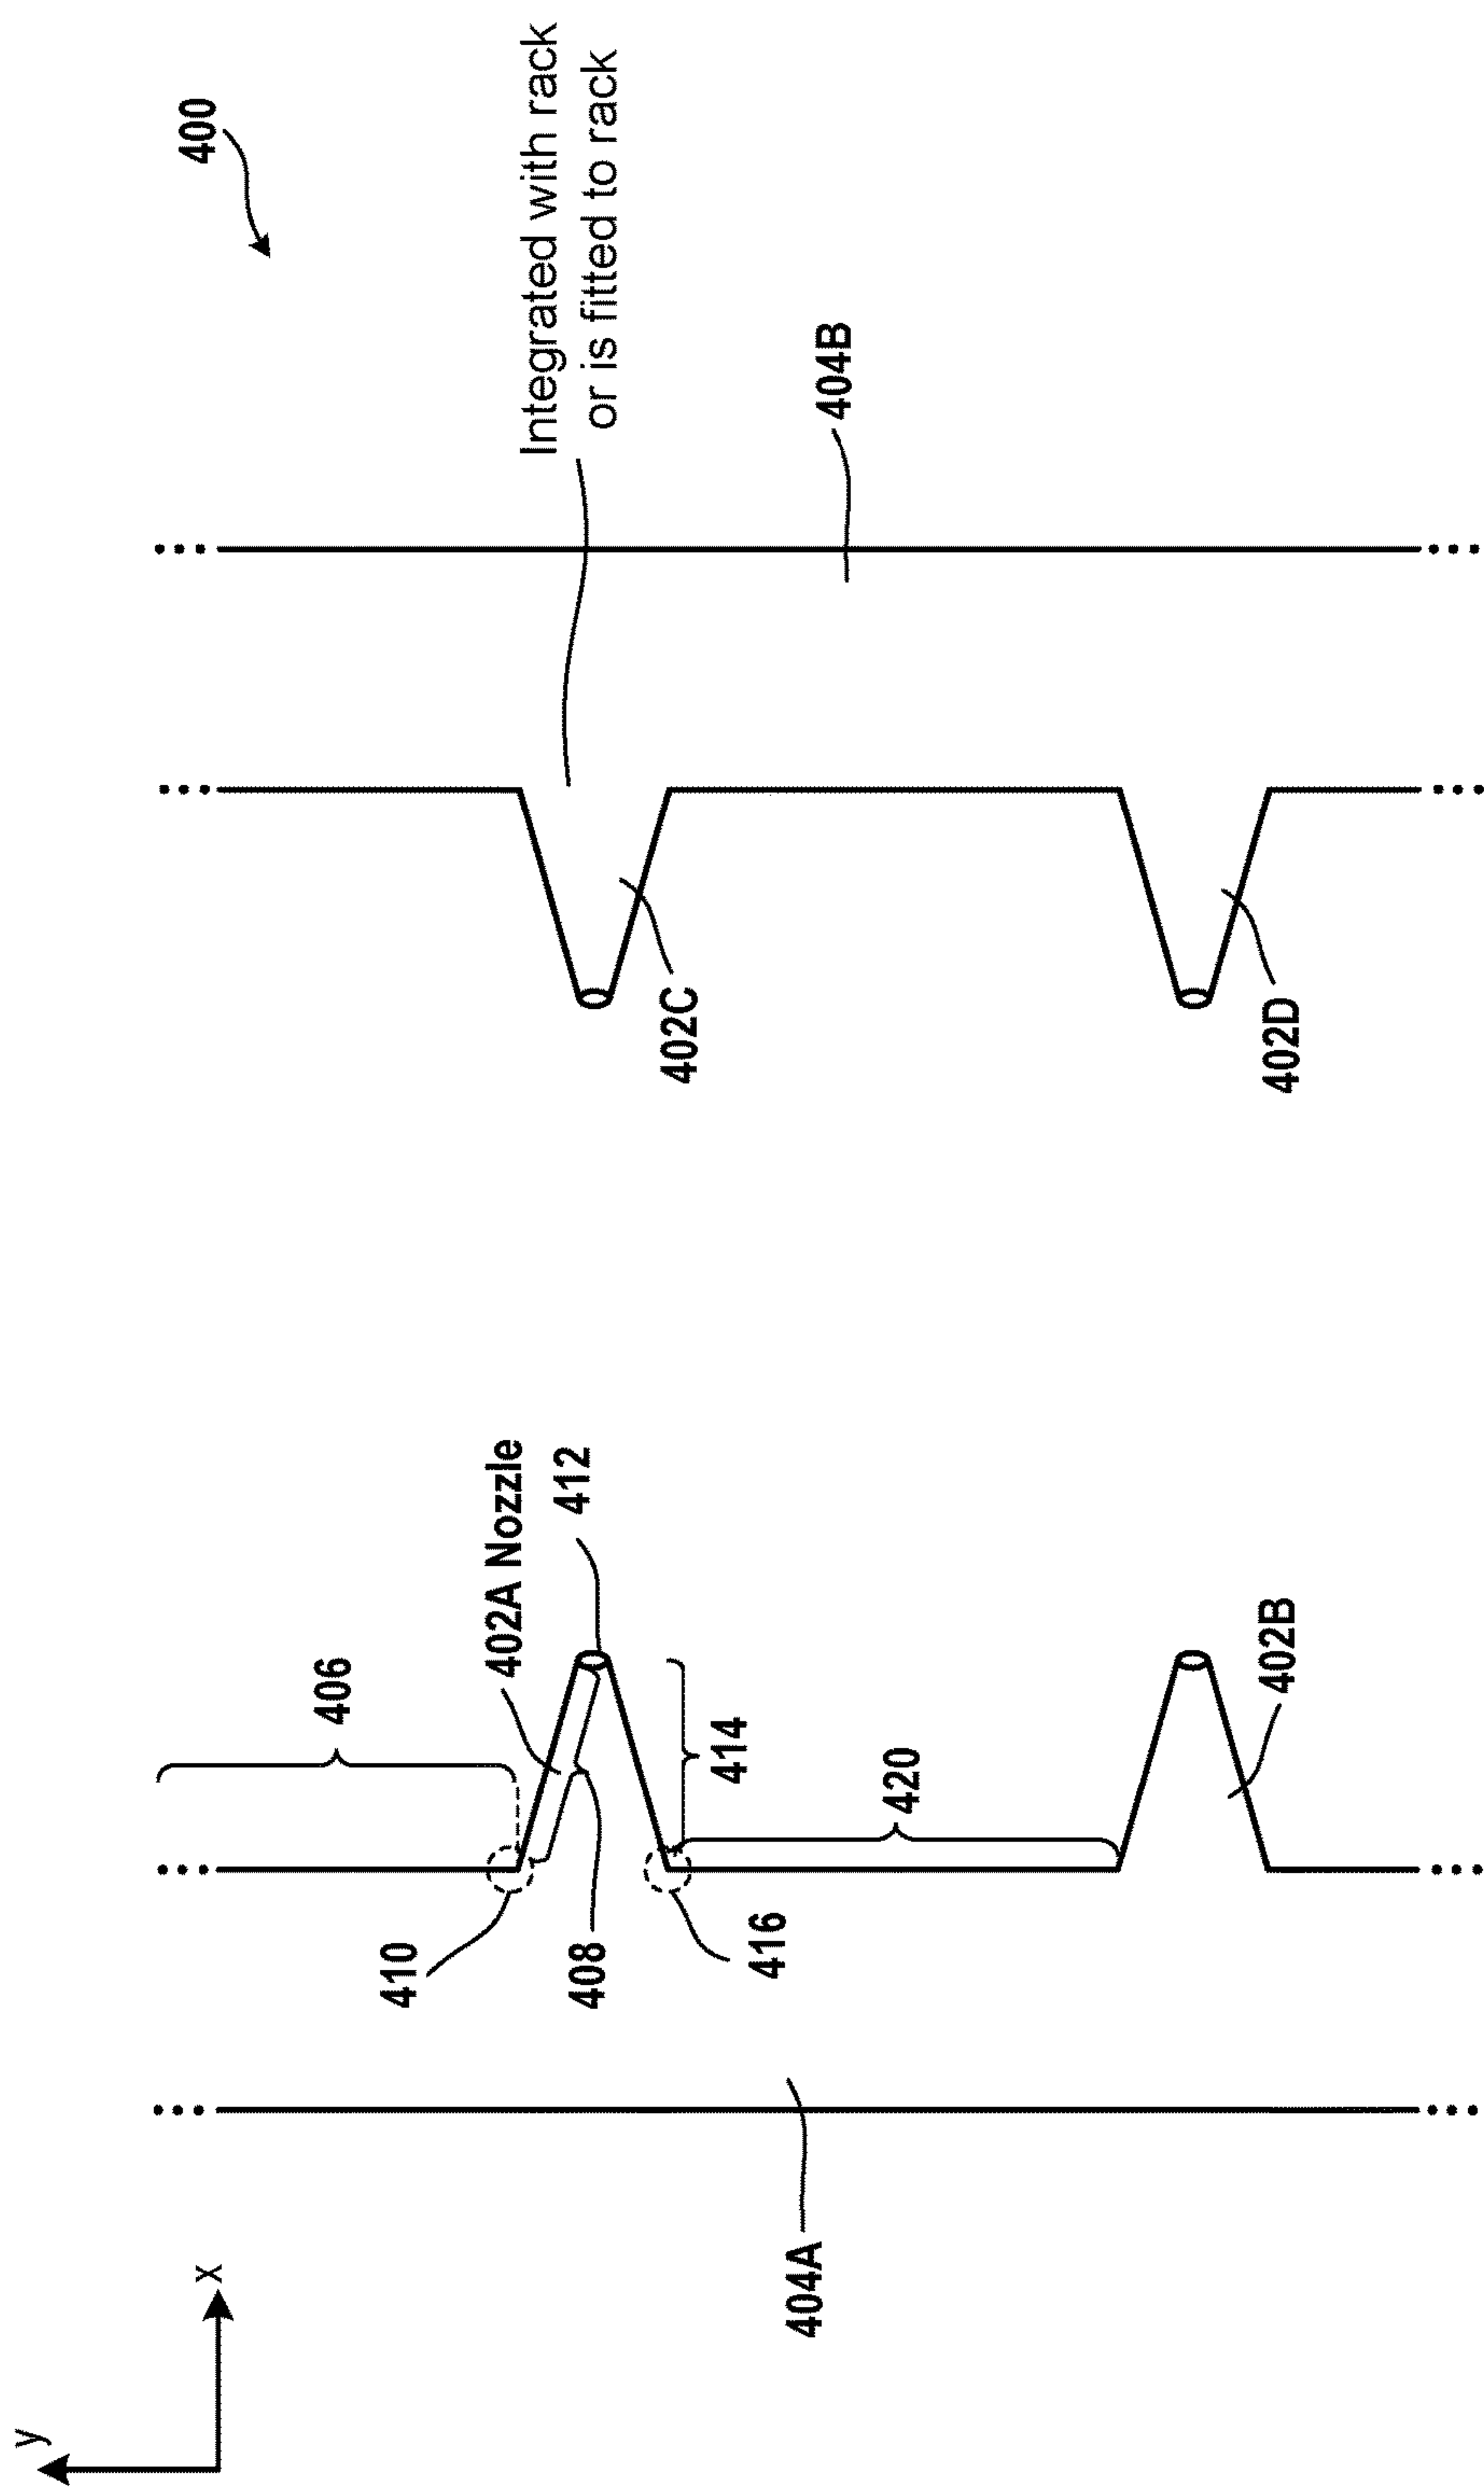 y
x
400
406
410
402A Nozzle
Integrated with rack
or is fitted to rack
412
408
402C
414
416
404A
404B
420
402B
402D